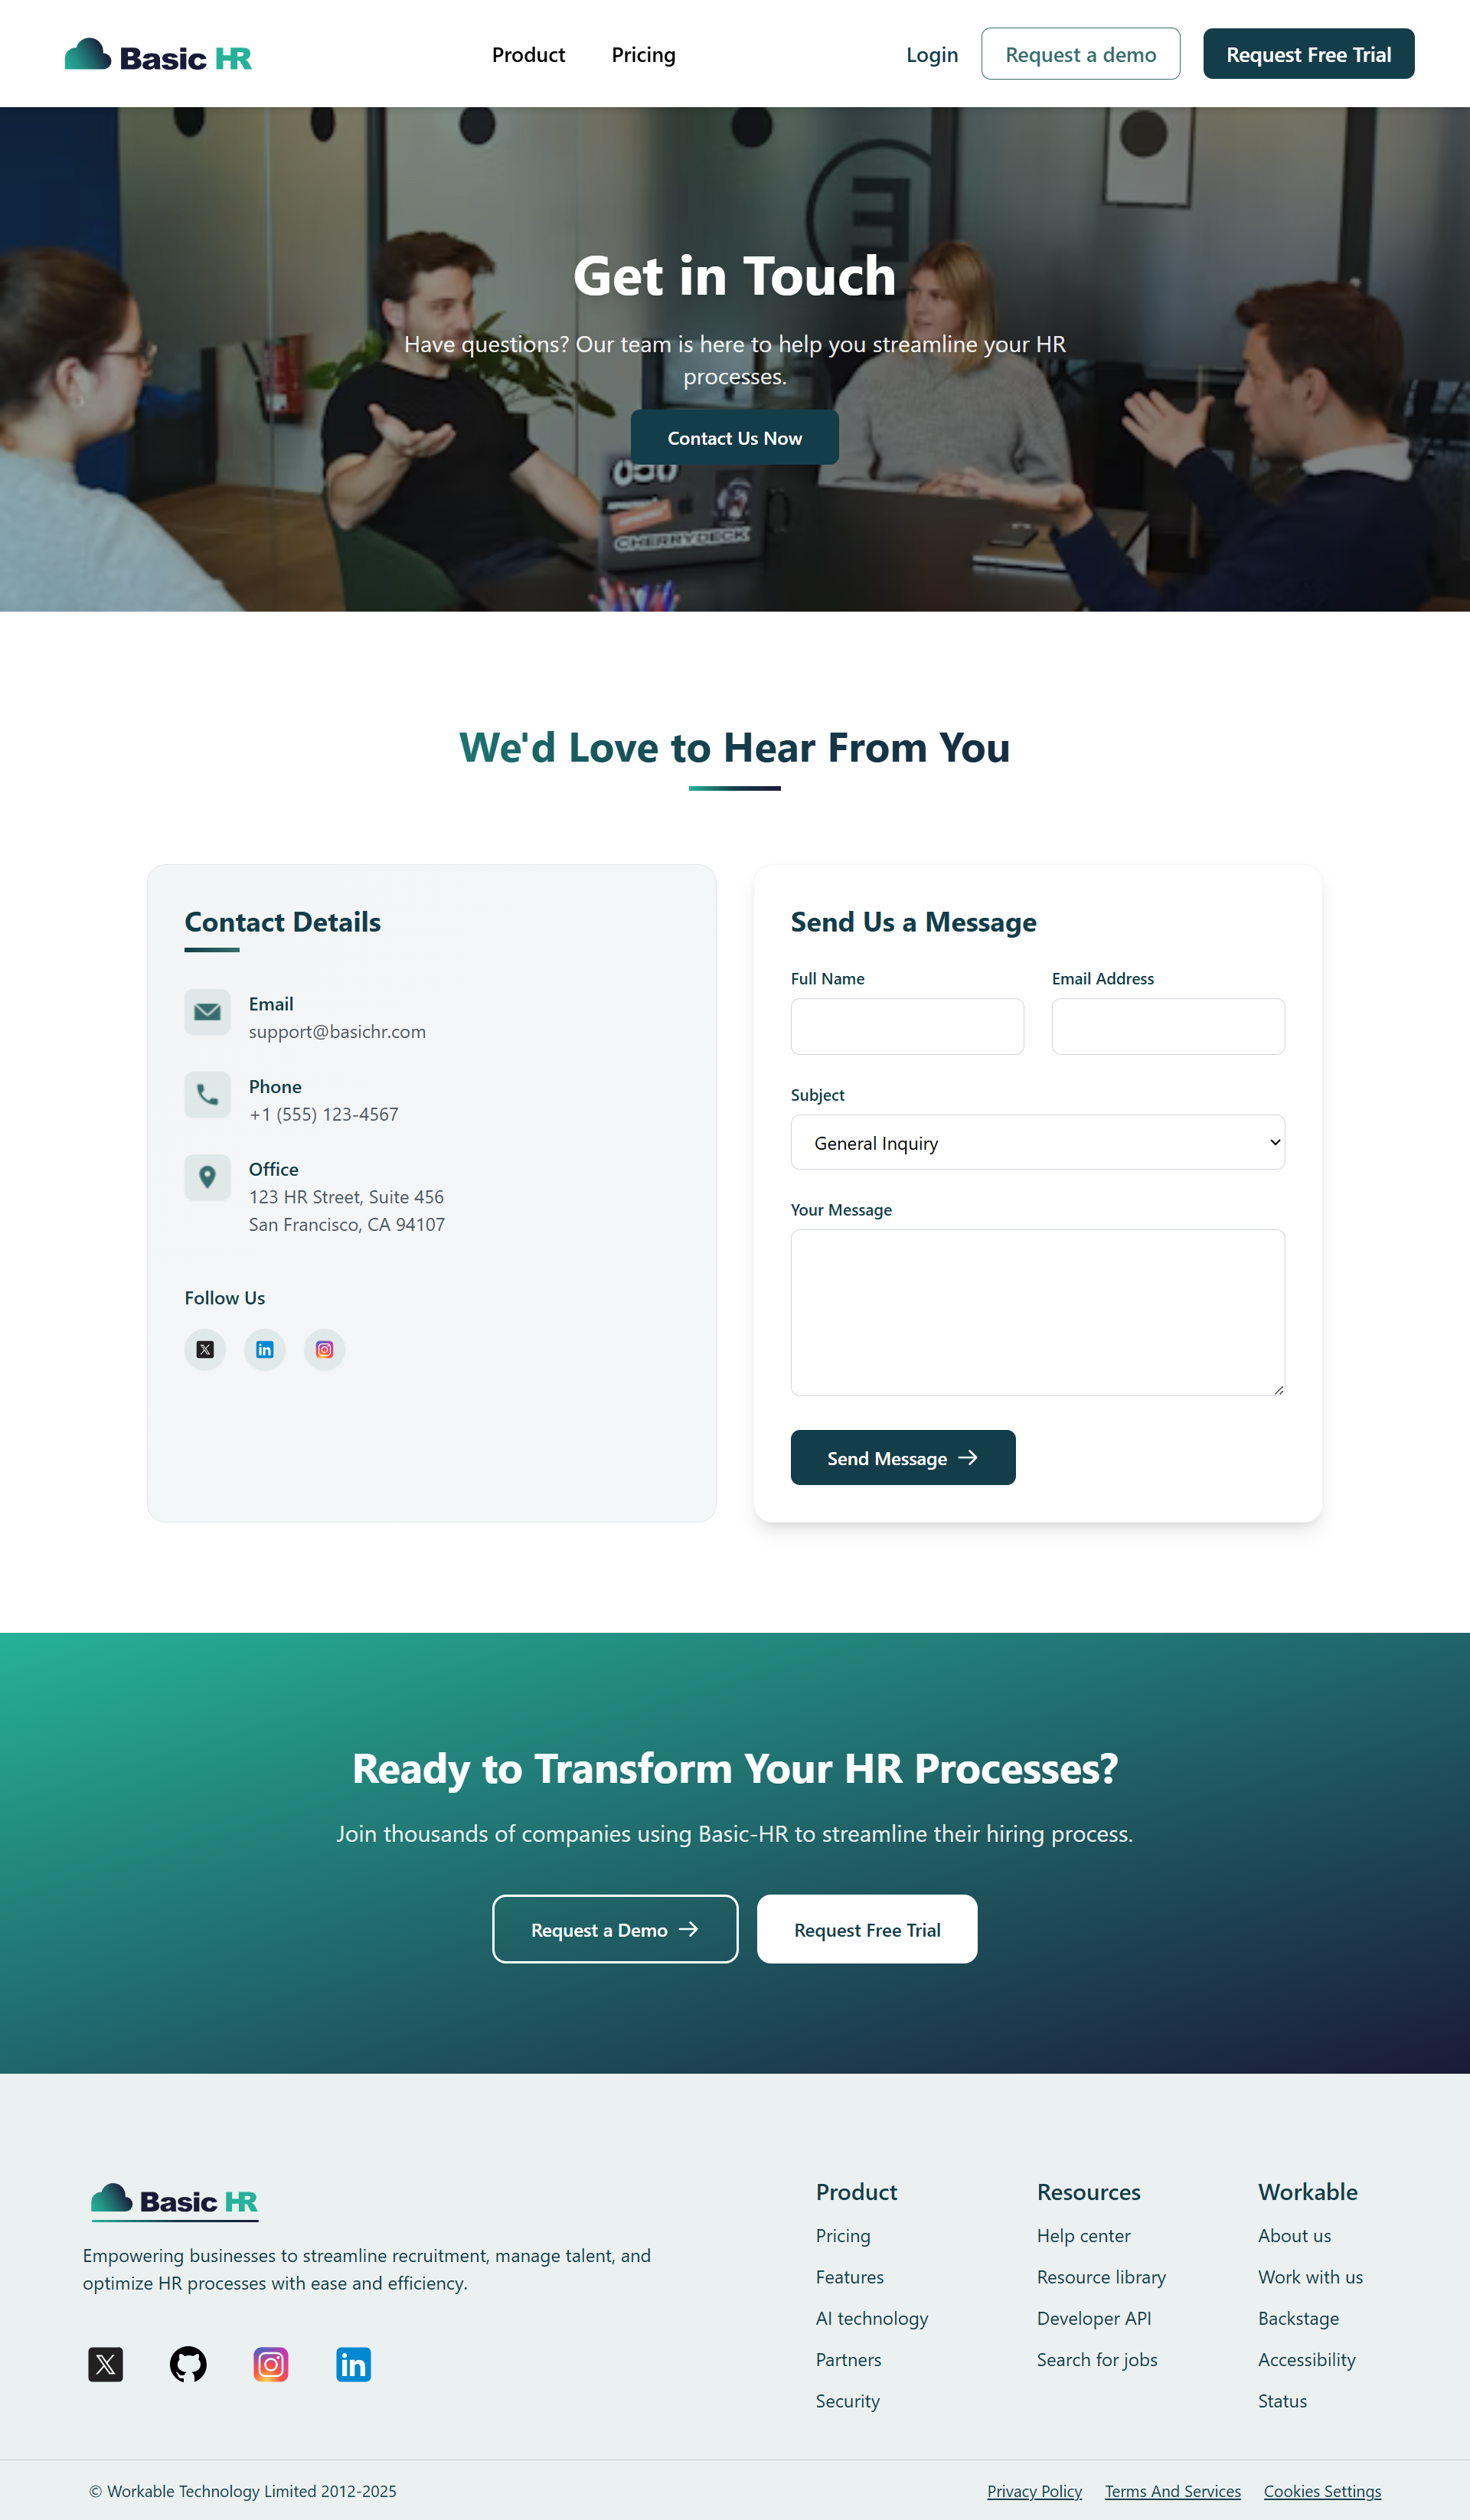 Basic HR
Product
Pricing
Login
Request a demo
Request Free Trial
Get in Touch
Have questions? Our team is here to help you streamline your HR
processes.
Contact Us Now
CHERRYDECK
We'd Love to Hear From You
Contact Details
Email
support@basichr.com
Phone
+1 (555) 123-4567
Office
123 HR Street, Suite 456
San Francisco, CA 94107
Follow Us
Send Us a Message
Full Name
Email Address
Subject
General Inquiry
Your Message
Send Message
Ready to Transform Your HR Processes?
Join thousands of companies using Basic-HR to streamline their hiring process.
Request a Demo
Request Free Trial
Basic HR
Empowering businesses to streamline recruitment, manage talent, and
optimize HR processes with ease and efficiency.
Product
Pricing
Features
AI technology
Partners
Security
Resources
Help center
Resource library
Developer API
Search for jobs
Workable
About us
Work with us
Backstage
Accessibility
Status
© Workable Technology Limited 2012-2025
Privacy Policy
Terms And Services
Cookies Settings